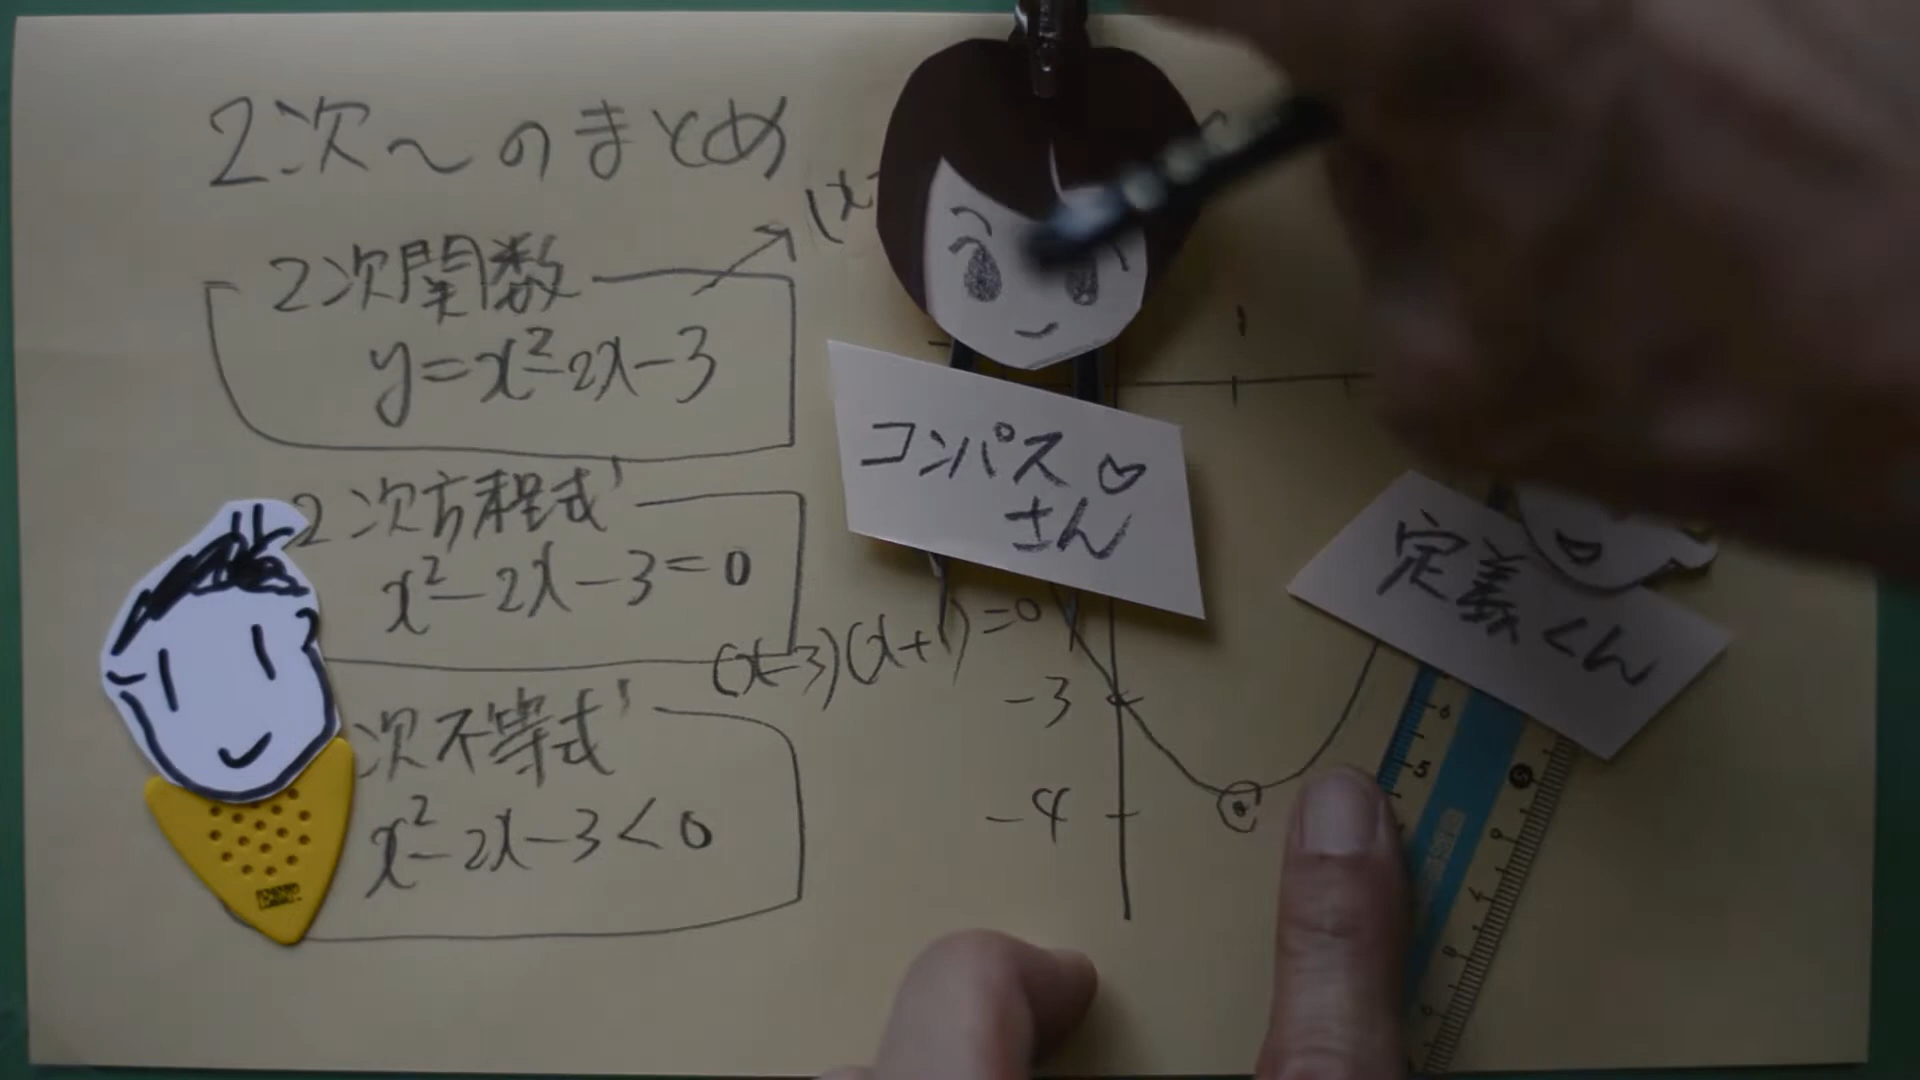 2次〜のまとめ
2次関数
y=x²-2x-3
(x-
2次方程式
x²-2x-3=0
(x-3)(x+1)=0
次不等式
x²-2x-3<0
コンパス♡
さん
定義くん
-3
-4
6
5